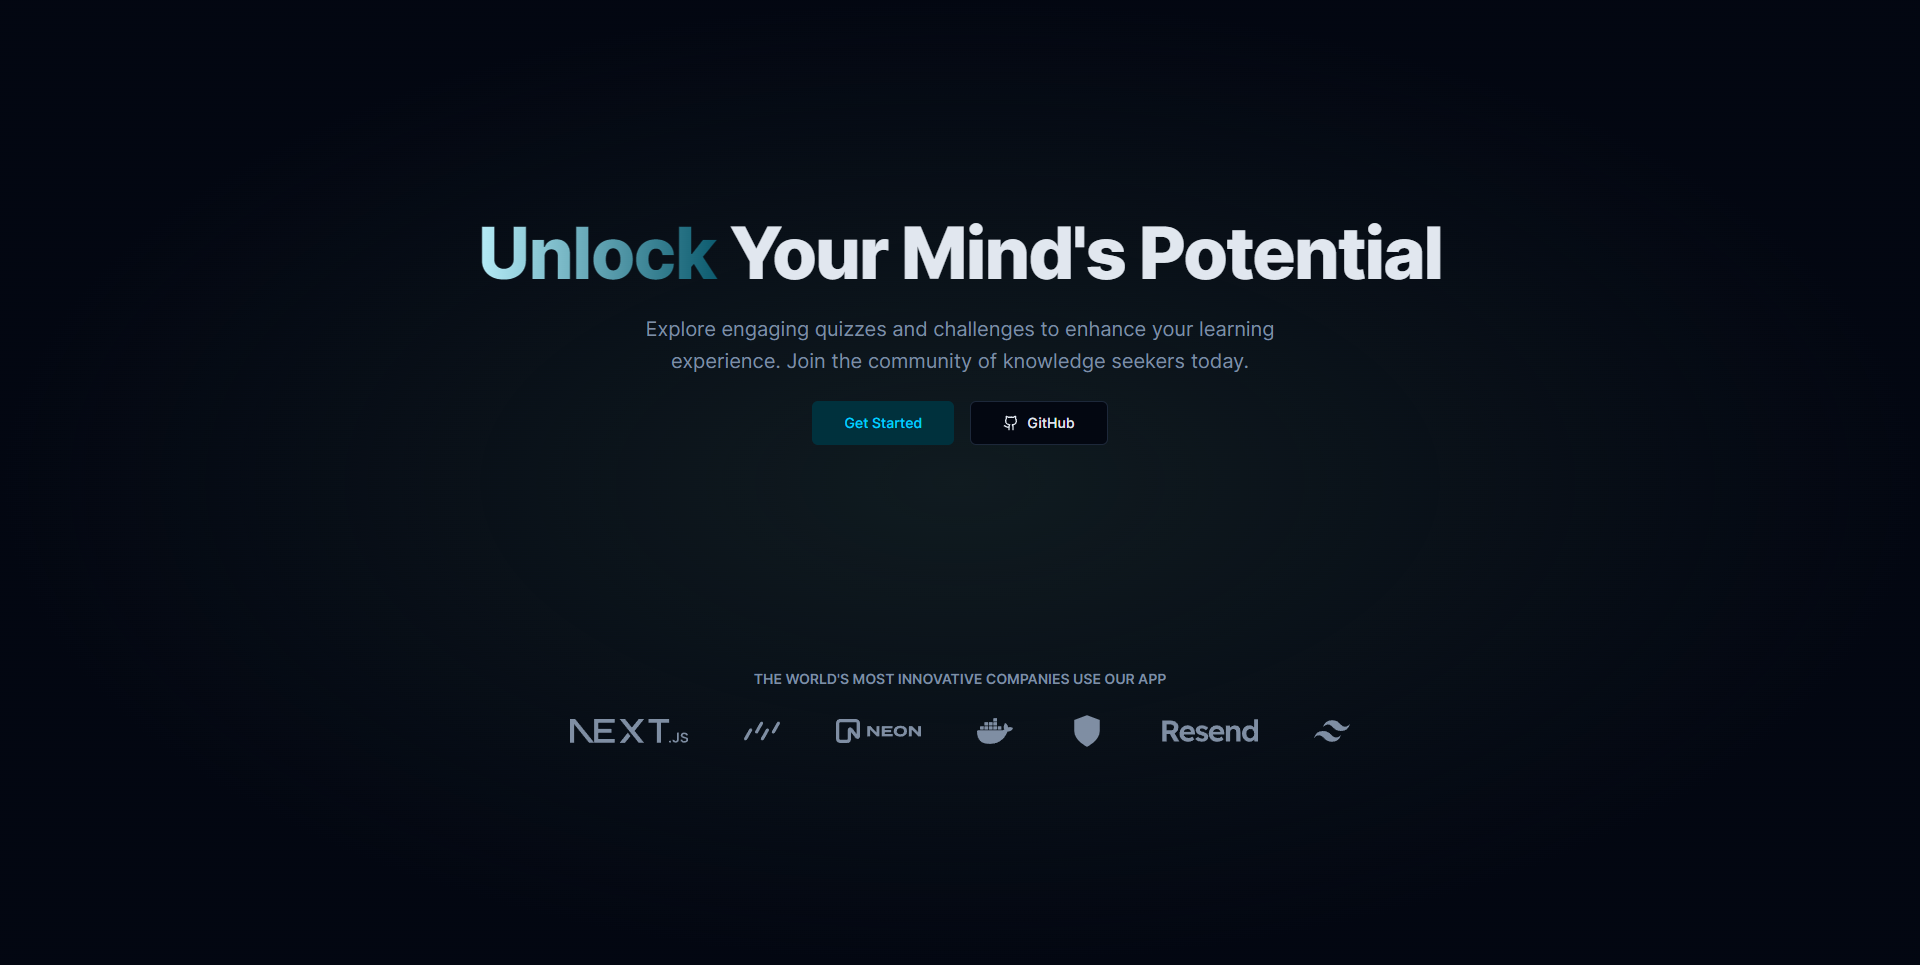 Unlock Your Mind's Potential
Explore engaging quizzes and challenges to enhance your learning
experience. Join the community of knowledge seekers today.
Get Started
GitHub
THE WORLD'S MOST INNOVATIVE COMPANIES USE OUR APP
NEXT.JS
NEON
Resend